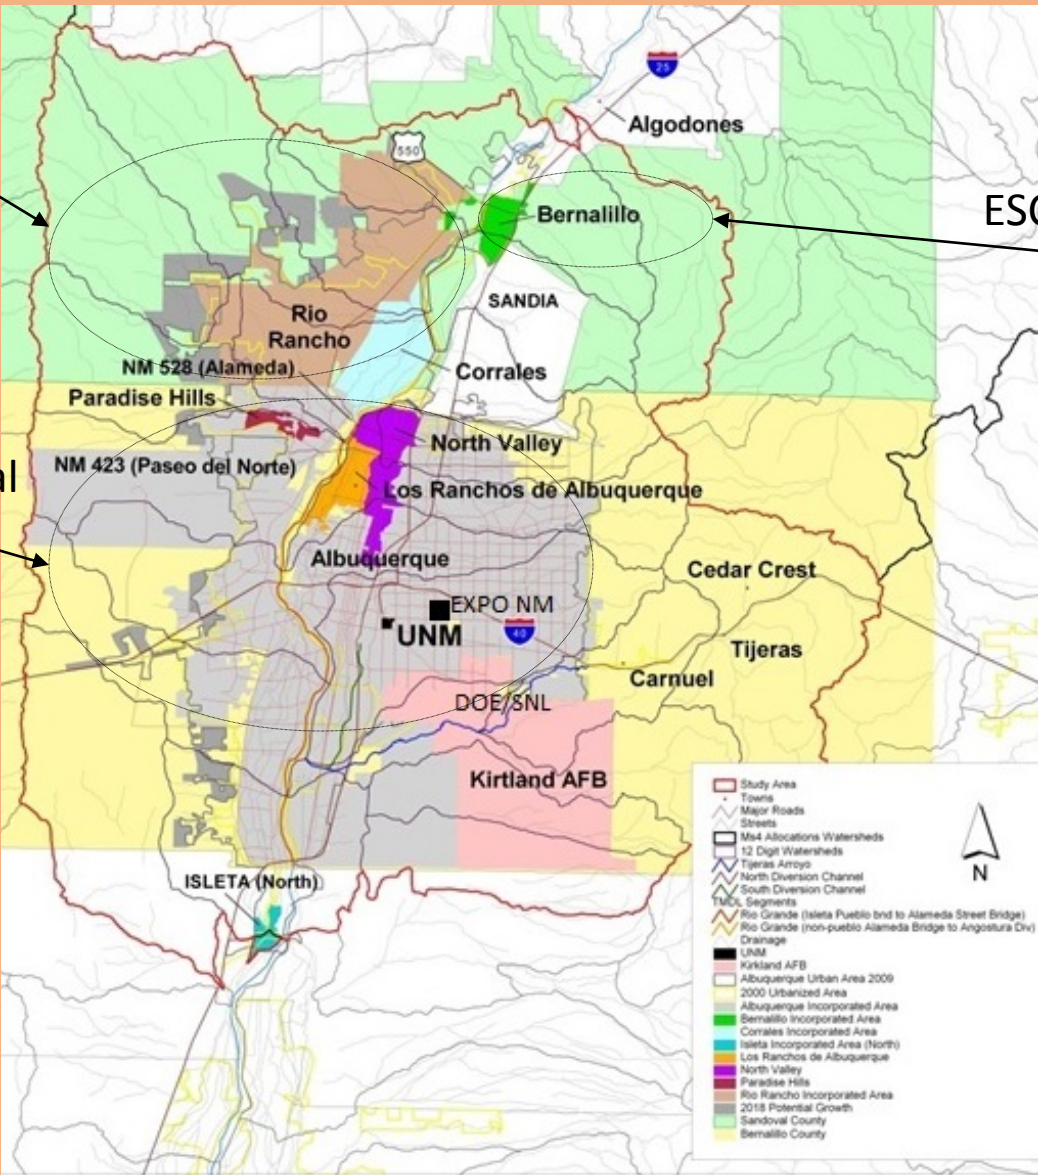 25
Algodones
550
ESC
Bernalillo
SANDIA
Rio
Rancho
NM 528 (Alameda)
Corrales
Paradise Hills
North Valley
NM 423 (Paseo del Norte)
al
Los Ranchos de Albuquerque
Albuquerque
Cedar Crest
EXPO NM
UNM
40
Tijeras
Carnuel
DOE/SNL
Kirtland AFB
ISLETA (North)
Study Area
Towns
Major Roads
Streets
Ms4 Allocations Watersheds
12 Digit Watersheds
Tijeras Arroyo
North Diversion Channel
South Diversion Channel
TMDL Segments
Rio Grande (Isleta Pueblo bnd to Alameda Street Bridge)
Rio Grande (non-pueblo Alameda Bridge to Angostura Div)
Drainage
UNM
Kirkland AFB
Albuquerque Urban Area 2009
2000 Urbanized Area
Albuquerque Incorporated Area
Bernalillo Incorporated Area
Corrales Incorporated Area
Isleta Incorporated Area (North)
Los Ranchos de Albuquerque
North Valley
Paradise Hills
Rio Rancho Incorporated Area
2018 Potential Growth
Sandoval County
Bernalillo County
N